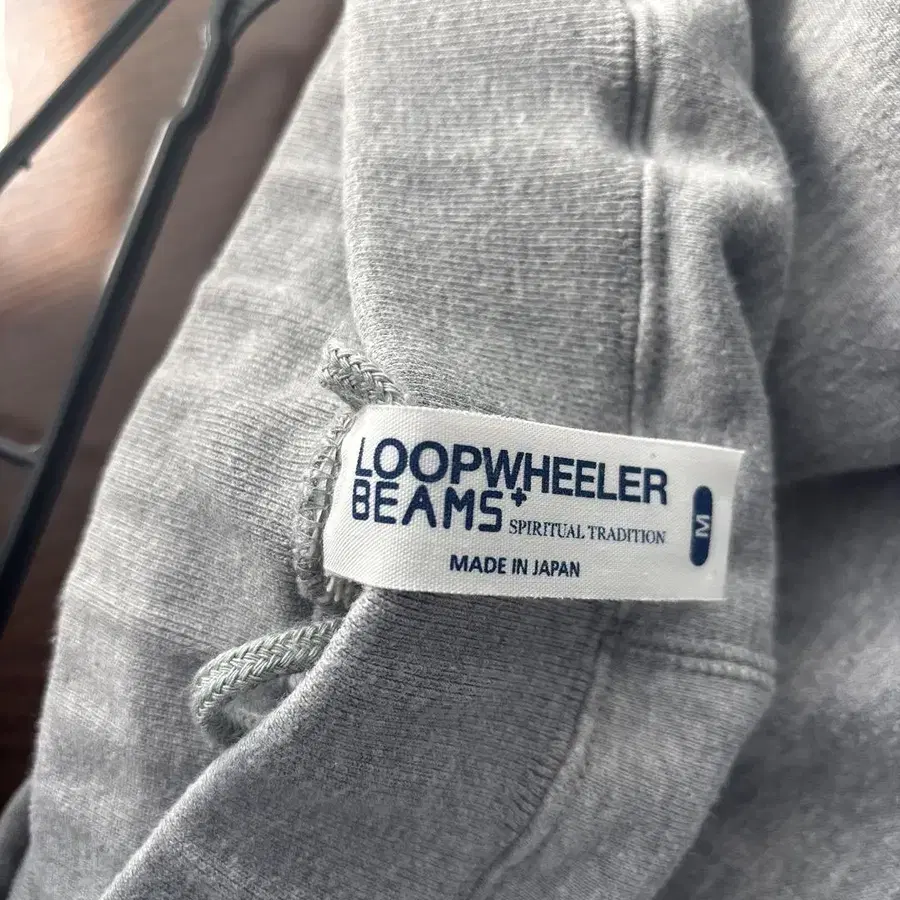 LOOPWHEELER
BEAMS+
SPIRITUAL TRADITION
MADE IN JAPAN
M